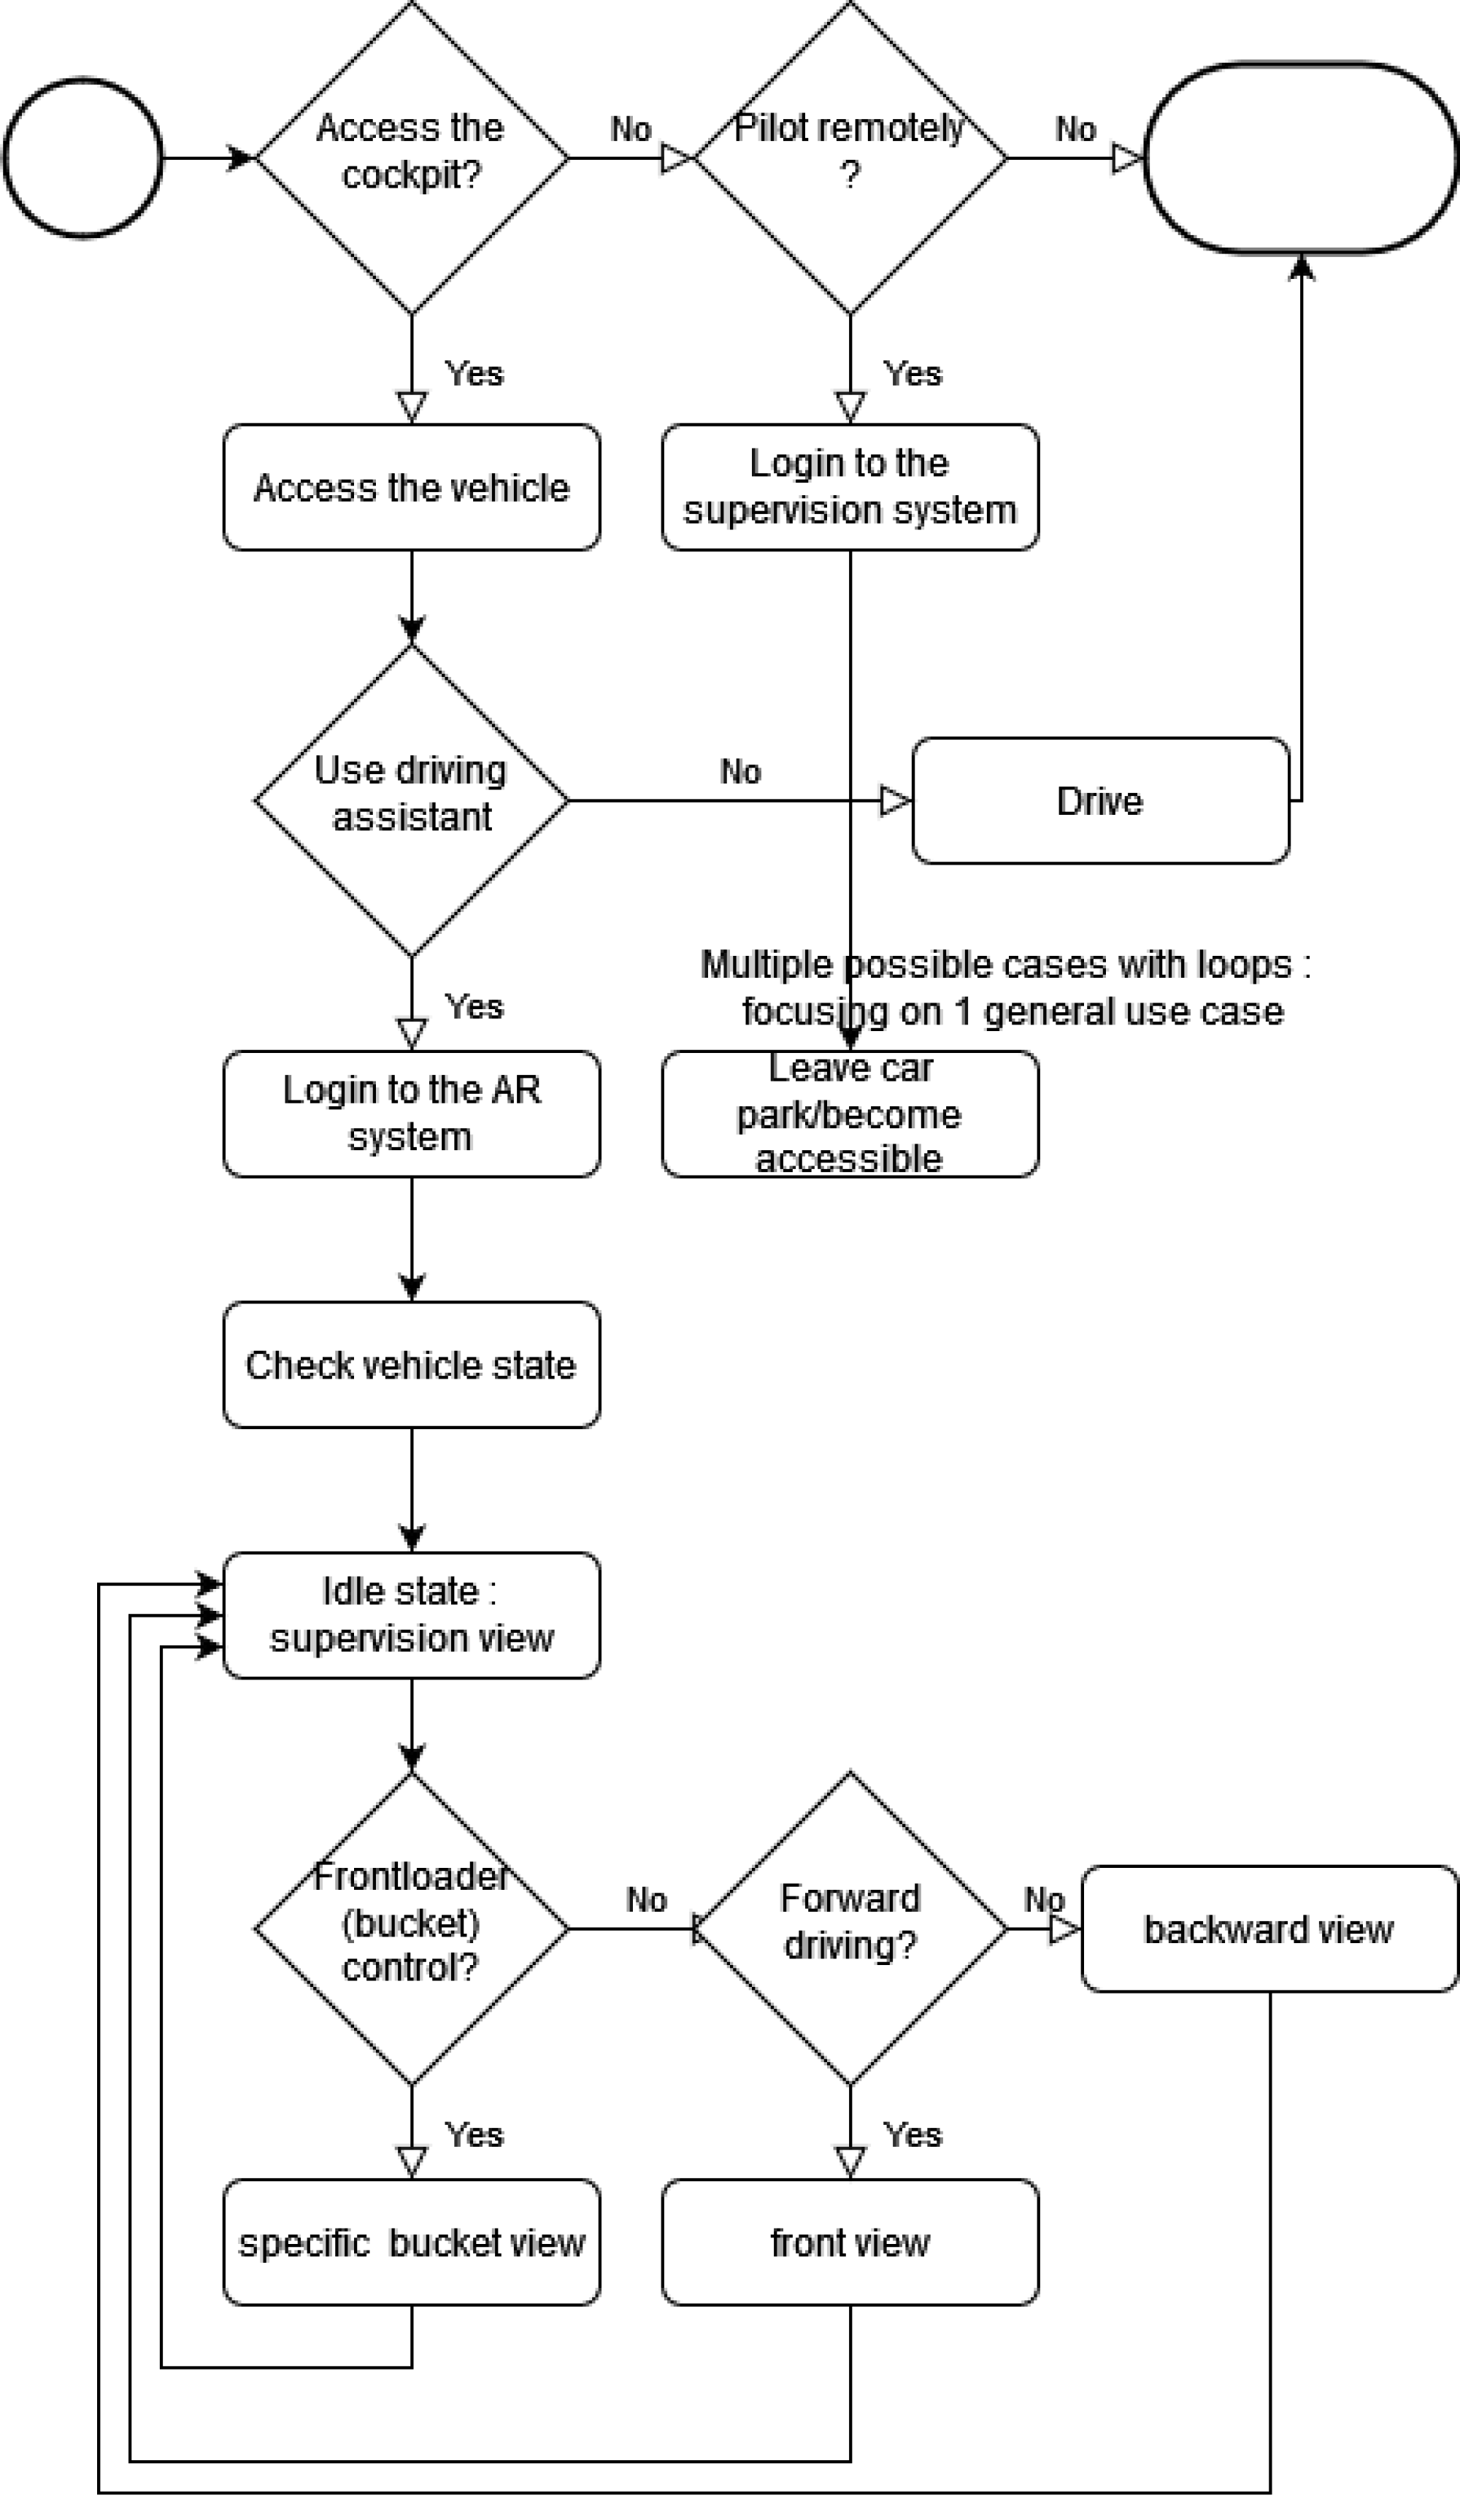 Access the
cockpit?
No
Pilot remotely
?
No
Yes
Yes
Access the vehicle
Login to the
supervision system
Use driving
assistant
No
Drive
Multiple possible cases with loops :
focusing on 1 general use case
Yes
Login to the AR
system
Leave car
park/become
accessible
Check vehicle state
Idle state :
supervision view
Frontloader
(bucket)
control?
No
Forward
driving?
No
backward view
Yes
Yes
specific  bucket view
front view